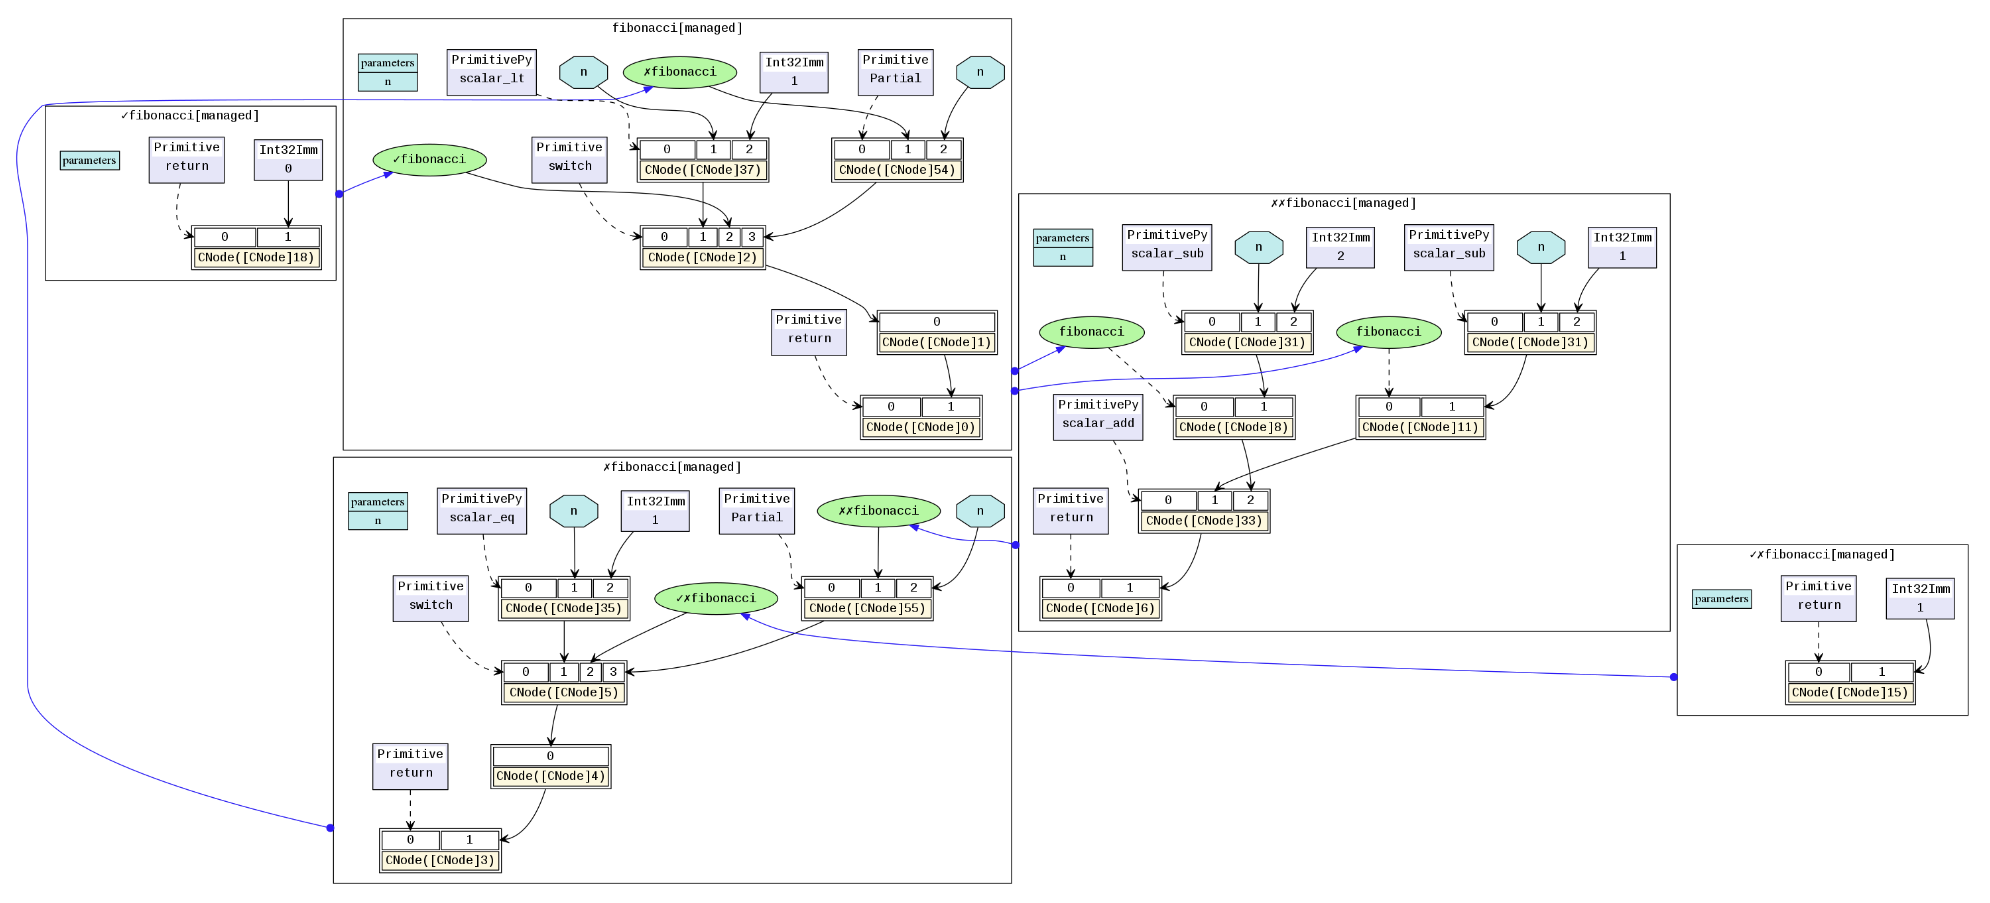 fibonacci[managed]
parameters
n
PrimitivePy
scalar_lt
n
✗fibonacci
Int32Imm
1
Primitive
Partial
n
✓fibonacci
Primitive
switch
0 1 2
CNode([CNode]37)
0 1 2
CNode([CNode]54)
0 1 2 3
CNode([CNode]2)
Primitive
return
0
CNode([CNode]1)
0 1
CNode([CNode]0)
✓fibonacci[managed]
parameters
Primitive
return
Int32Imm
0
0 1
CNode([CNode]18)
✗✗fibonacci[managed]
parameters
n
PrimitivePy
scalar_sub
n
Int32Imm
2
PrimitivePy
scalar_sub
n
Int32Imm
1
fibonacci
0 1 2
CNode([CNode]31)
fibonacci
0 1 2
CNode([CNode]31)
PrimitivePy
scalar_add
0 1
CNode([CNode]8)
0 1
CNode([CNode]11)
Primitive
return
0 1 2
CNode([CNode]33)
0 1
CNode([CNode]6)
✗fibonacci[managed]
parameters
n
PrimitivePy
scalar_eq
n
Int32Imm
1
Primitive
Partial
✗✗fibonacci
n
Primitive
switch
0 1 2
CNode([CNode]35)
✓✗fibonacci
0 1 2
CNode([CNode]55)
0 1 2 3
CNode([CNode]5)
Primitive
return
0
CNode([CNode]4)
0 1
CNode([CNode]3)
✓✗fibonacci[managed]
parameters
Primitive
return
Int32Imm
1
0 1
CNode([CNode]15)